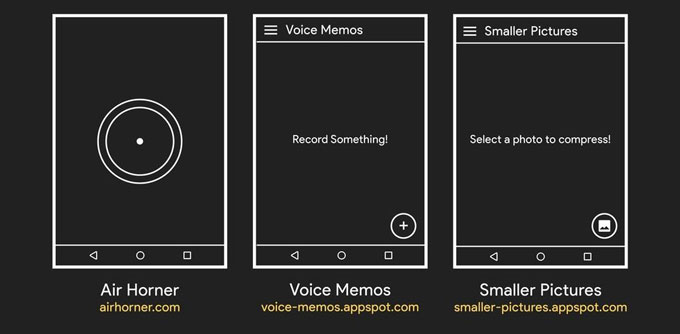 Voice Memos
Smaller Pictures
Record Something!
Select a photo to compress!
Air Horner
Voice Memos
Smaller Pictures
airhorner.com
voice-memos.appspot.com
smaller-pictures.appspot.com